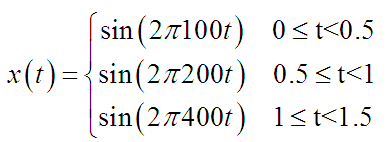 sin(2π100t) 0 ≤ t<0.5
x(t)= { sin(2π200t) 0.5 ≤ t<1
sin(2π400t) 1 ≤ t<1.5